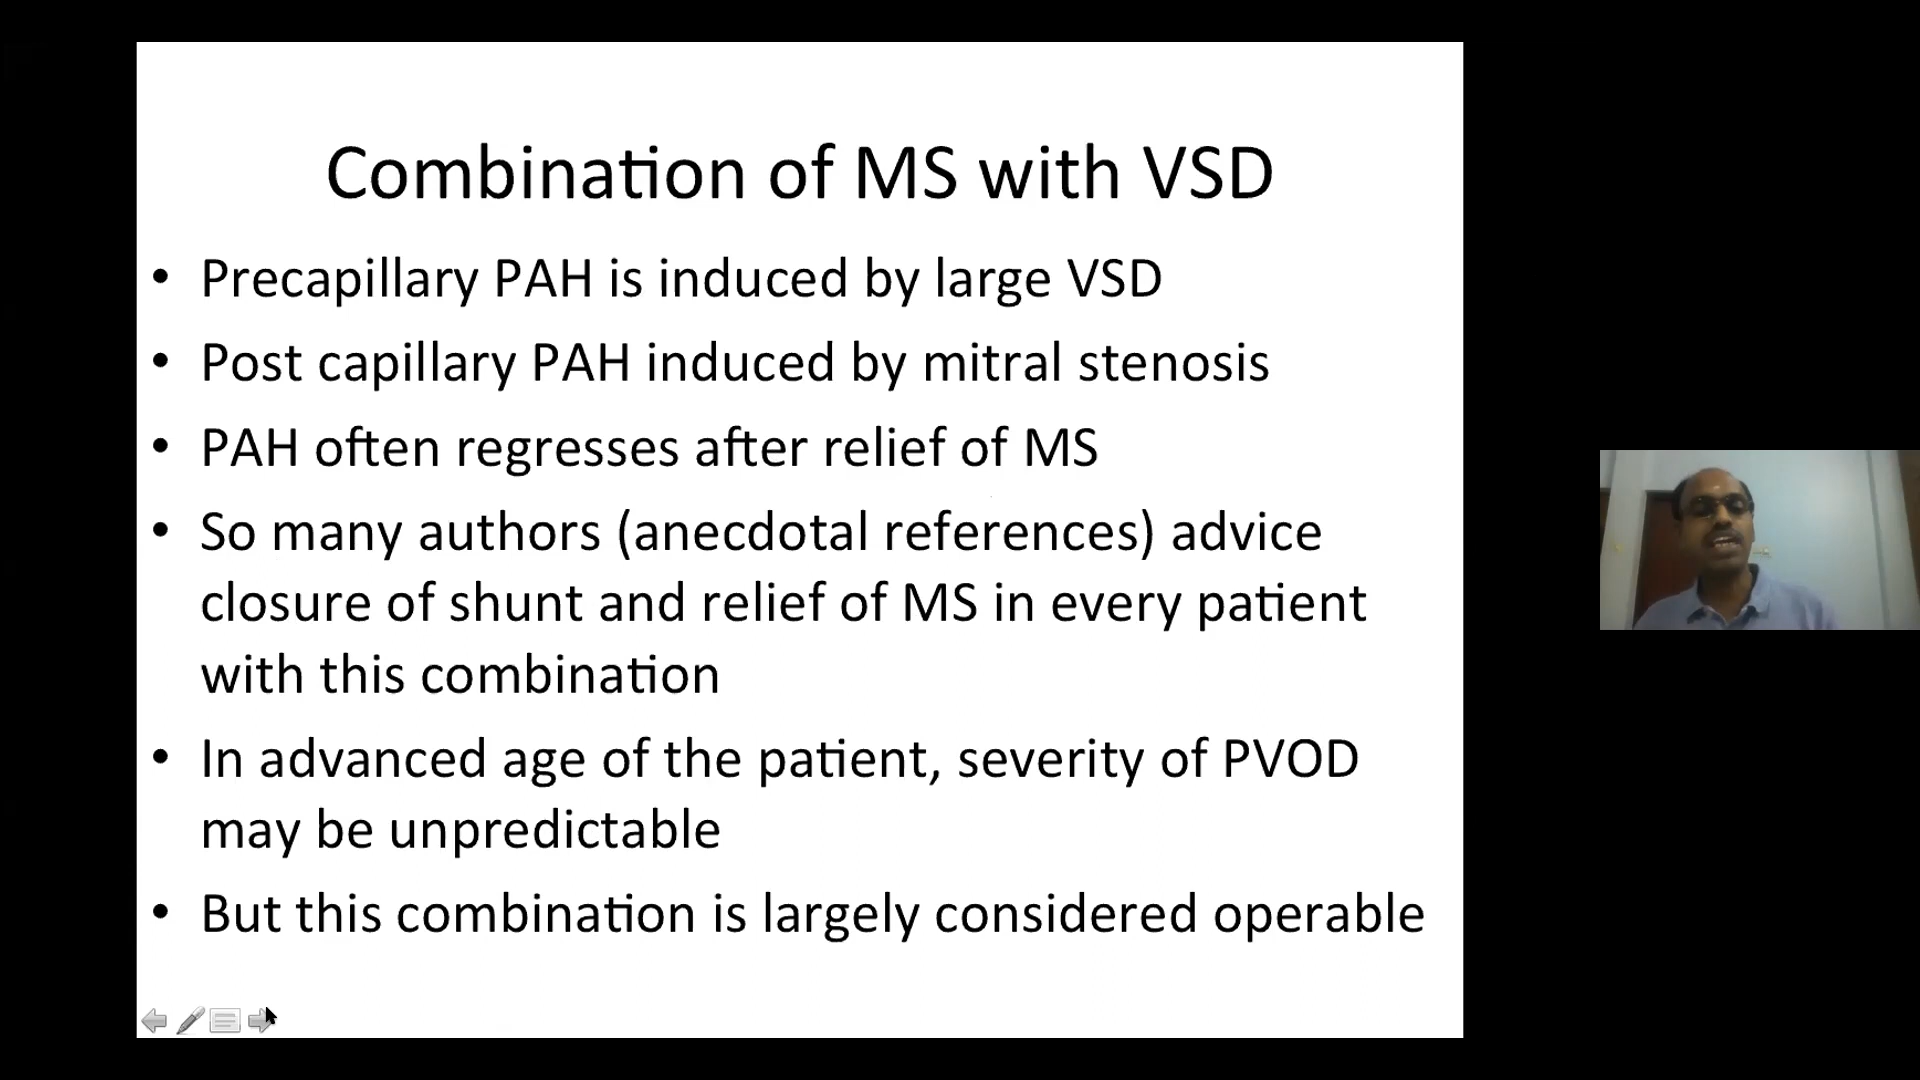 Combination of MS with VSD
• Precapillary PAH is induced by large VSD
• Post capillary PAH induced by mitral stenosis
• PAH often regresses after relief of MS
• So many authors (anecdotal references) advice
closure of shunt and relief of MS in every patient
with this combination
• In advanced age of the patient, severity of PVOD
may be unpredictable
• But this combination is largely considered operable